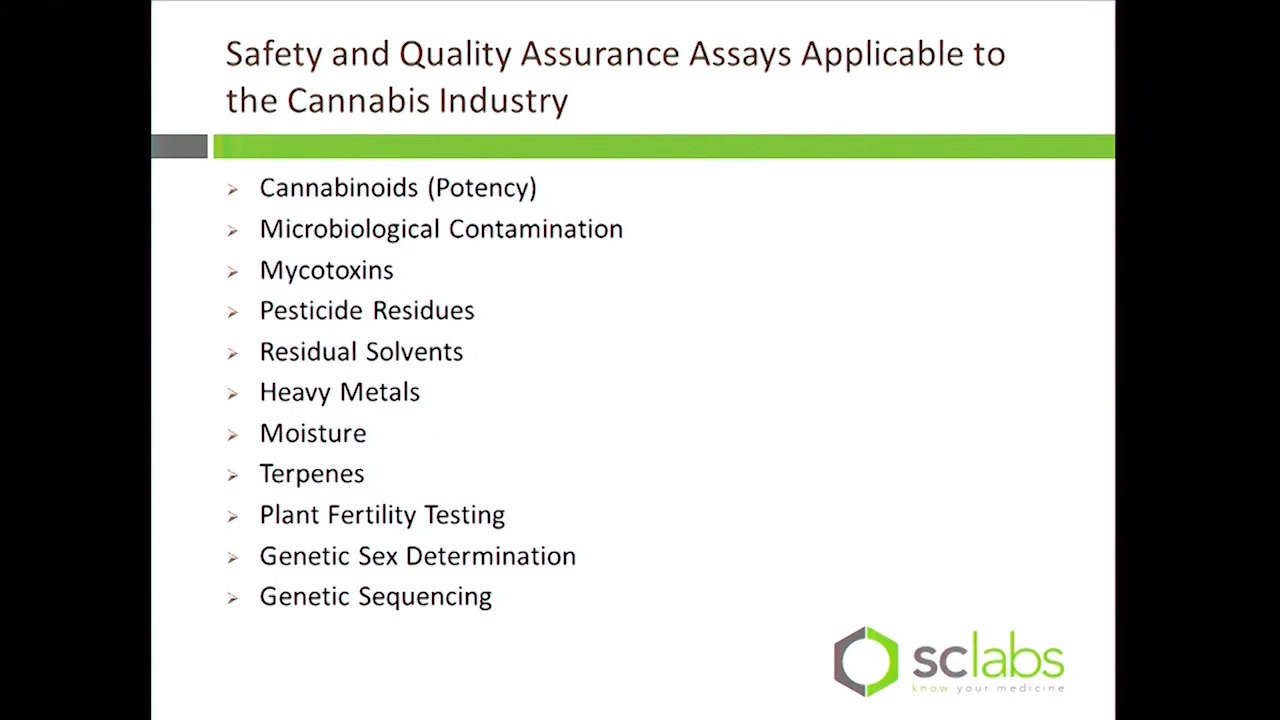 Safety and Quality Assurance Assays Applicable to
the Cannabis Industry
Cannabinoids (Potency)
Microbiological Contamination
Mycotoxins
Pesticide Residues
Residual Solvents
Heavy Metals
Moisture
Terpenes
Plant Fertility Testing
Genetic Sex Determination
Genetic Sequencing
sclabs
know your medicine